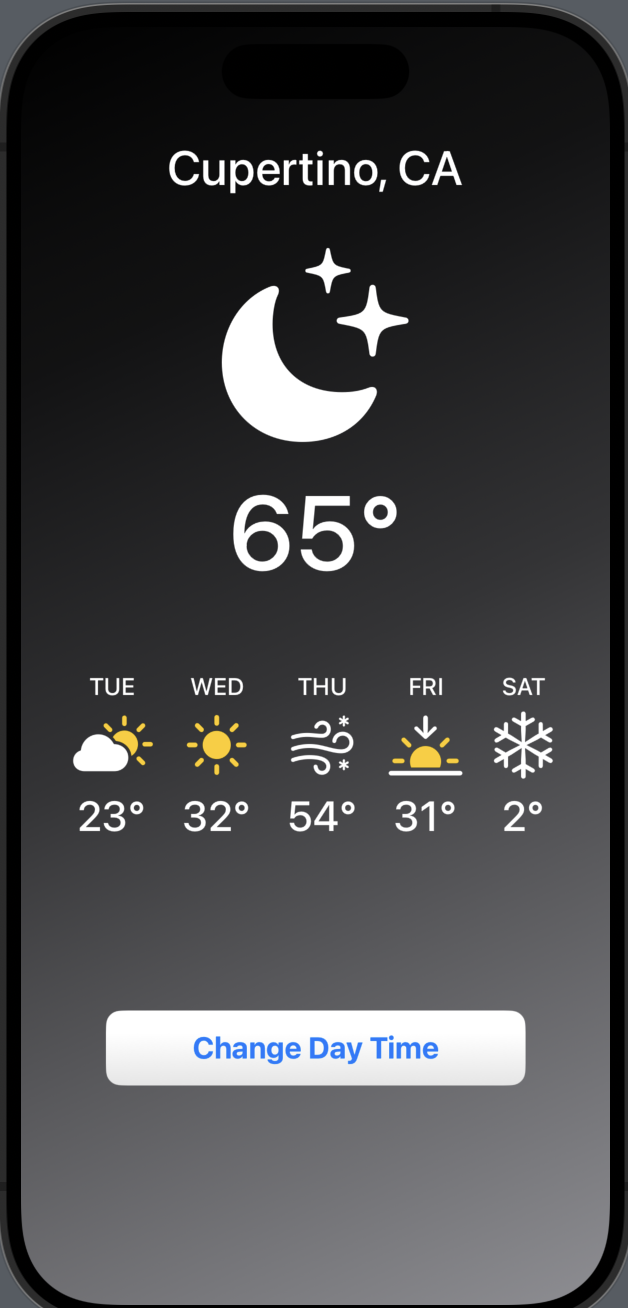 Cupertino, CA
65°
TUE WED THU FRI SAT
23° 32° 54° 31° 2°
Change Day Time